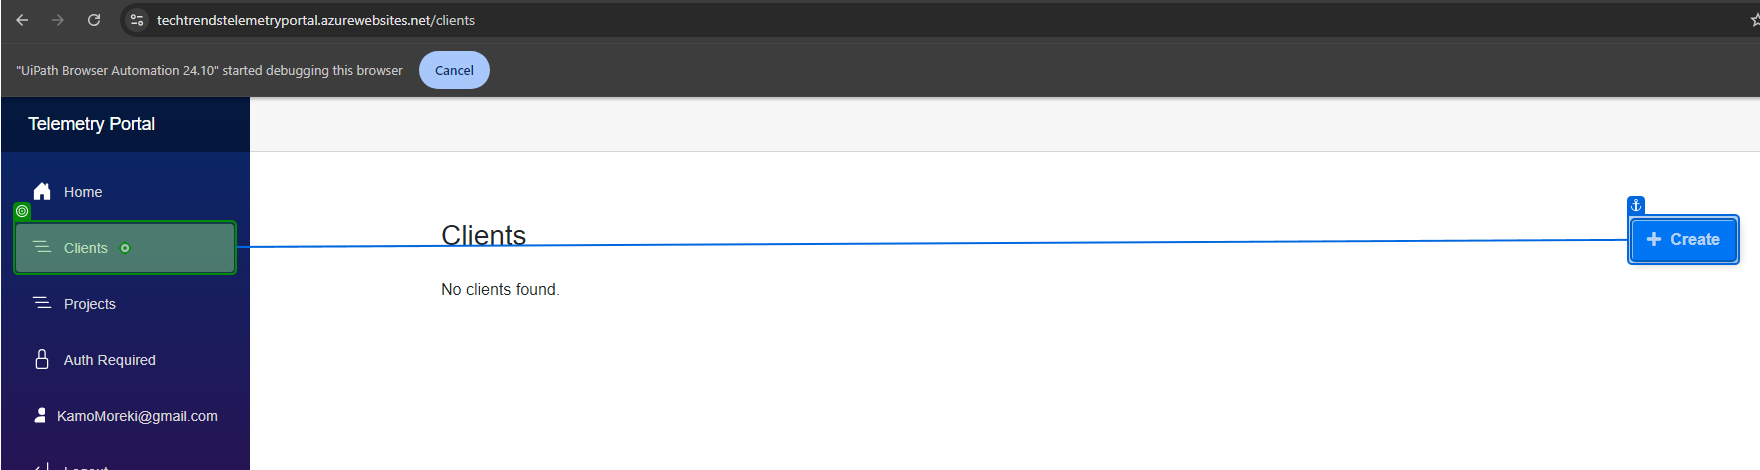 techtrendstelemetryportal.azurewebsites.net/clients
"UiPath Browser Automation 24.10" started debugging this browser
Cancel
Telemetry Portal
Home
Clients
Projects
Auth Required
KamoMoreki@gmail.com
Logout
Clients
Create
No clients found.